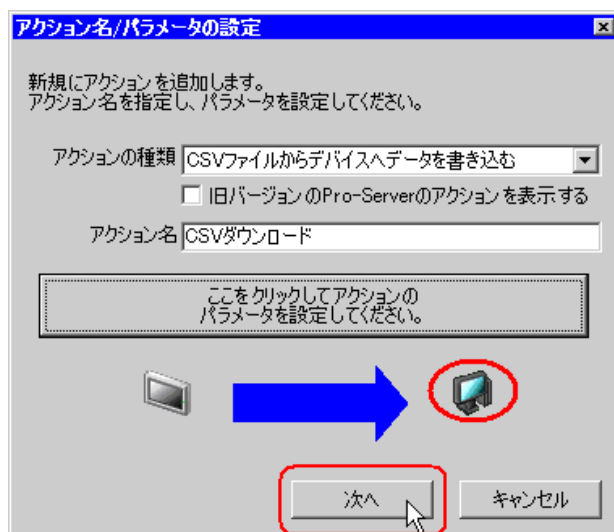 アクション名/パラメータの設定
新規にアクションを追加します。
アクション名を指定し、パラメータを設定してください。
アクションの種類 CSVファイルからデバイスへデータを書き込む
旧バージョンのPro-Serverのアクションを表示する
アクション名 CSVダウンロード
ここをクリックしてアクションの
パラメータを設定してください。
次へ キャンセル